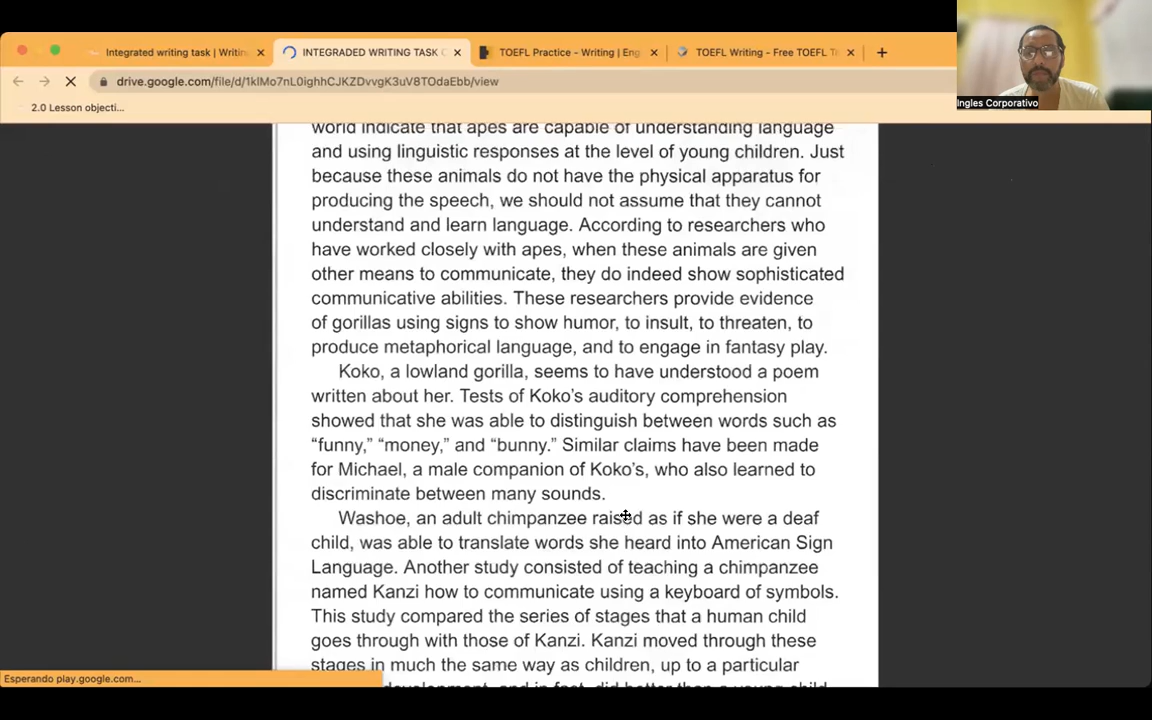 Integrated writing task | Writin
INTEGRADED WRITING TASK
TOEFL Practice - Writing | Eng
TOEFL Writing - Free TOEFL T
drive.google.com/file/d/1klMo7nL0ighhCJKZDvvgK3uV8TOdaEbb/view
Ingles Corporativo
2.0 Lesson objecti...
world indicate that apes are capable of understanding language
and using linguistic responses at the level of young children. Just
because these animals do not have the physical apparatus for
producing the speech, we should not assume that they cannot
understand and learn language. According to researchers who
have worked closely with apes, when these animals are given
other means to communicate, they do indeed show sophisticated
communicative abilities. These researchers provide evidence
of gorillas using signs to show humor, to insult, to threaten, to
produce metaphorical language, and to engage in fantasy play.
Koko, a lowland gorilla, seems to have understood a poem
written about her. Tests of Koko's auditory comprehension
showed that she was able to distinguish between words such as
“funny,” “money,” and “bunny.” Similar claims have been made
for Michael, a male companion of Koko's, who also learned to
discriminate between many sounds.
Washoe, an adult chimpanzee raised as if she were a deaf
child, was able to translate words she heard into American Sign
Language. Another study consisted of teaching a chimpanzee
named Kanzi how to communicate using a keyboard of symbols.
This study compared the series of stages that a human child
goes through with those of Kanzi. Kanzi moved through these
stages in much the same way as children, up to a particular
development, and in fact, did better than a young child
Esperando play.google.com...